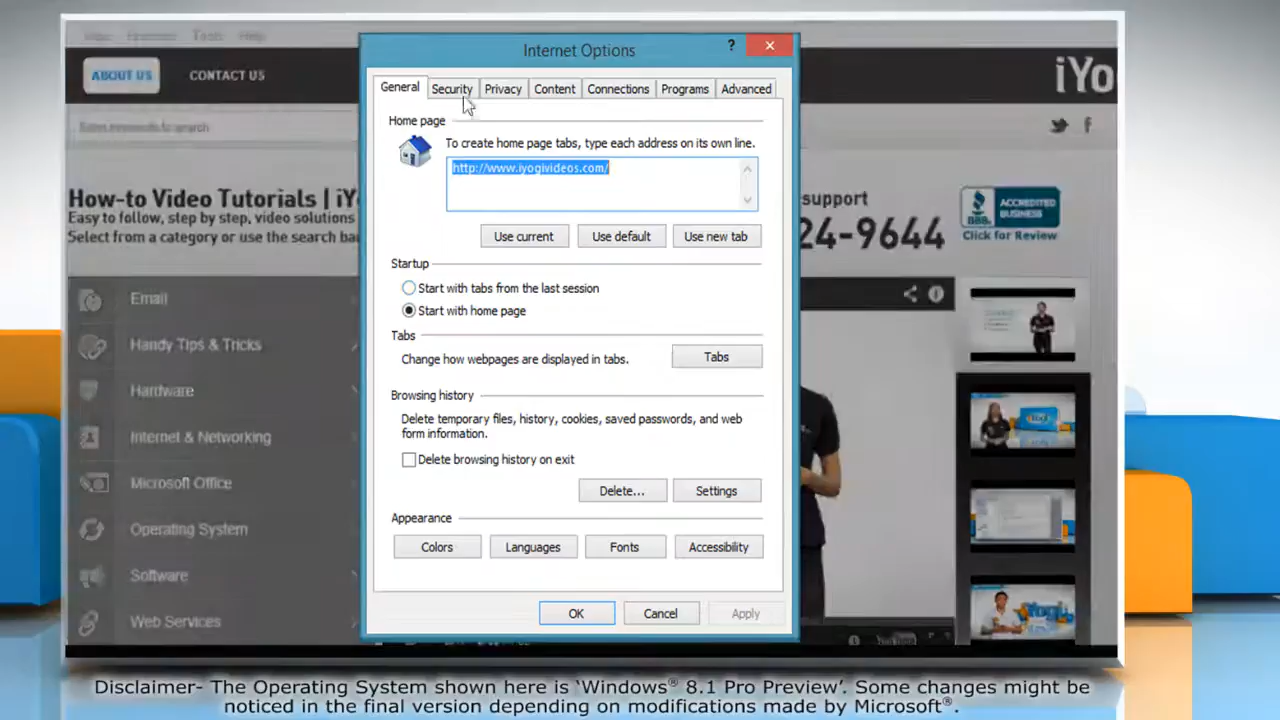 Tools Help
Internet Options
?
ABOUT US CONTACT US
iYo
General Security Privacy Content Connections Programs Advanced
Enter keywords to search
Home page
To create home page tabs, type each address on its own line.
http://www.iyogivideos.com/
How-to Video Tutorials | iY
Easy to follow, step by step, video solutions
Select from a category or use the search ba
support
24-9644
BBB.
ACCREDITED
BUSINESS
Click for Review
Use current Use default Use new tab
Startup
Start with tabs from the last session
Start with home page
Tabs
Change how webpages are displayed in tabs.
Tabs
Browsing history
Delete temporary files, history, cookies, saved passwords, and web
form information.
Delete browsing history on exit
Delete... Settings
Appearance
Colors Languages Fonts Accessibility
OK Cancel Apply
Email
Handy Tips & Tricks
Hardware
Internet & Networking
Microsoft Office
Operating System
Software
Web Services
YouTube
Disclaimer- The Operating System shown here is ‘Windows® 8.1 Pro Preview’. Some changes might be
noticed in the final version depending on modifications made by Microsoft®.